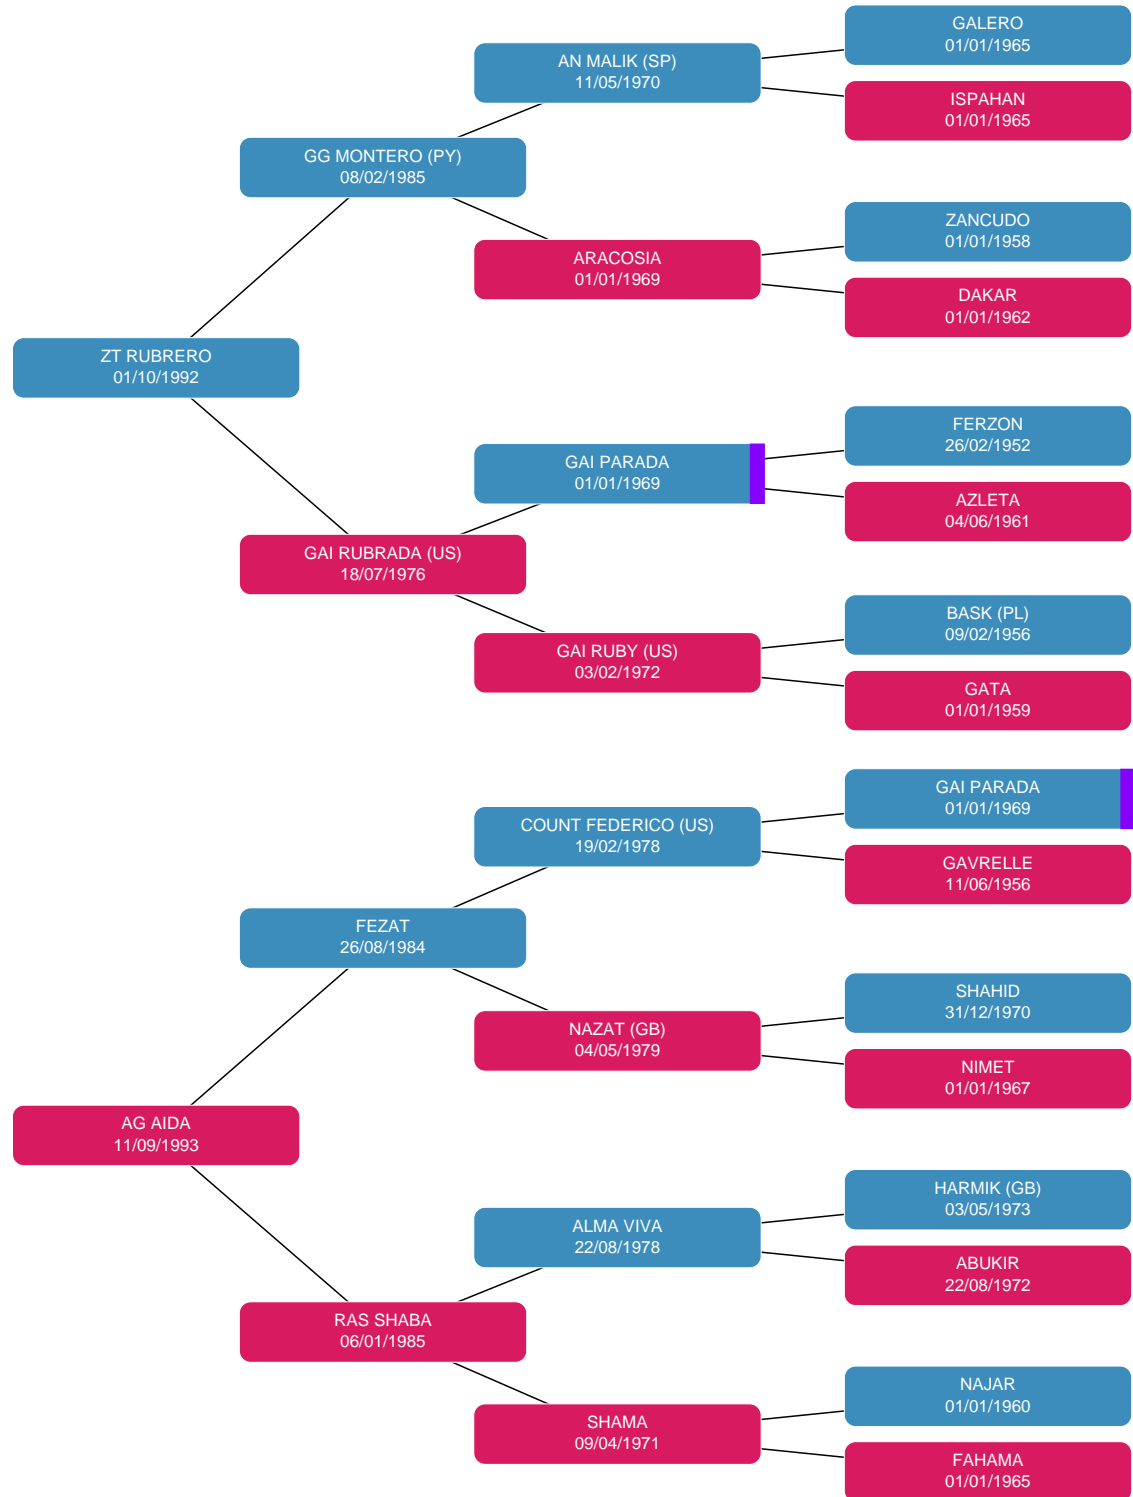 GALERO
01/01/1965
AN MALIK (SP)
11/05/1970
ISPAHAN
01/01/1965
GG MONTERO (PY)
08/02/1985
ZANCUDO
01/01/1958
ARACOSIA
01/01/1969
DAKAR
01/01/1962
ZT RUBRERO
01/10/1992
FERZON
26/02/1952
GAI PARADA
01/01/1969
AZLETA
04/06/1961
GAI RUBRADA (US)
18/07/1976
BASK (PL)
09/02/1956
GAI RUBY (US)
03/02/1972
GATA
01/01/1959
GAI PARADA
01/01/1969
COUNT FEDERICO (US)
19/02/1978
GAVRELLE
11/06/1956
FEZAT
26/08/1984
SHAHID
31/12/1970
NAZAT (GB)
04/05/1979
NIMET
01/01/1967
AG AIDA
11/09/1993
HARMIK (GB)
03/05/1973
ALMA VIVA
22/08/1978
ABUKIR
22/08/1972
RAS SHABA
06/01/1985
NAJAR
01/01/1960
SHAMA
09/04/1971
FAHAMA
01/01/1965